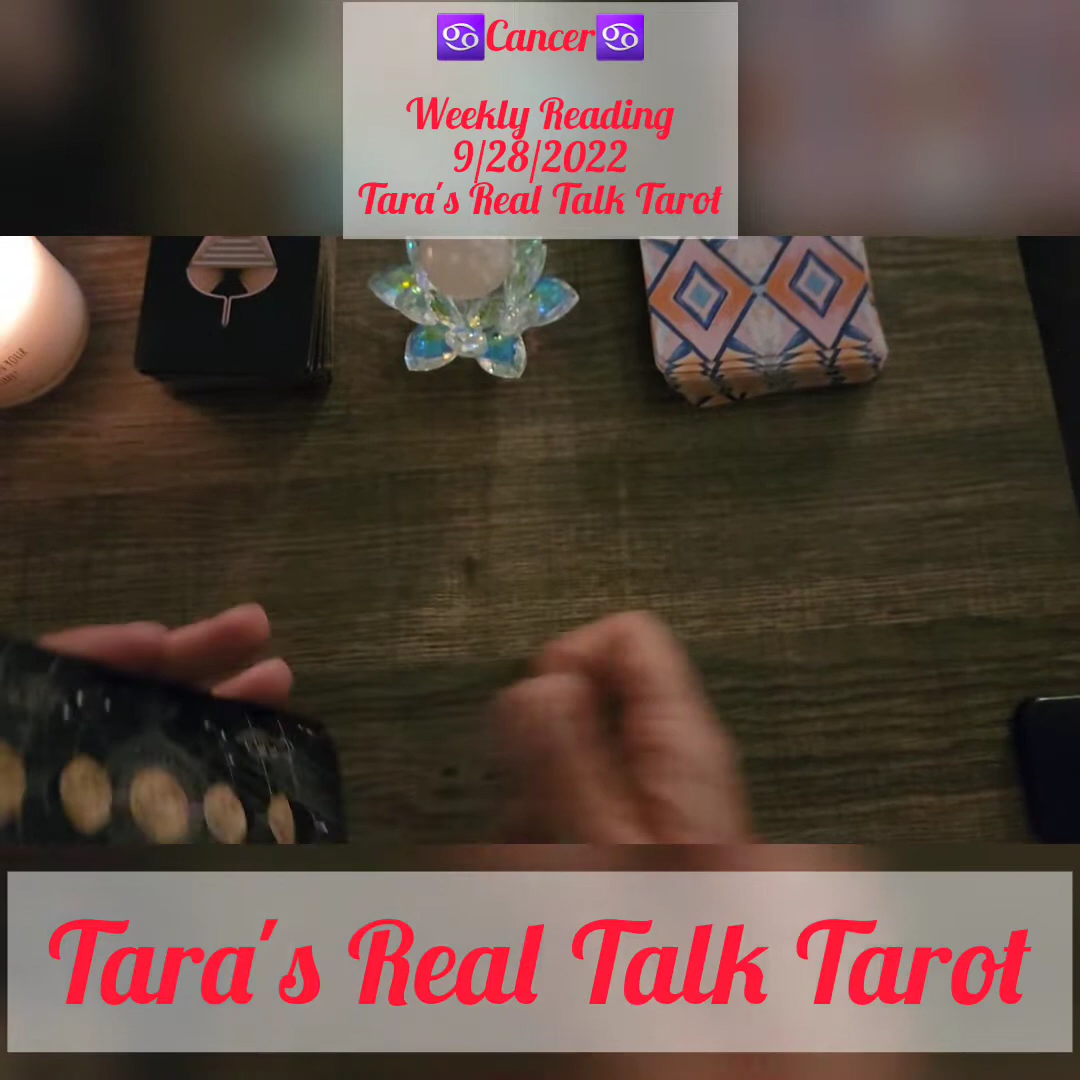 ♋Cancer♋
Weekly Reading
9/28/2022
Tara's Real Talk Tarot
Tara's Real Talk Tarot